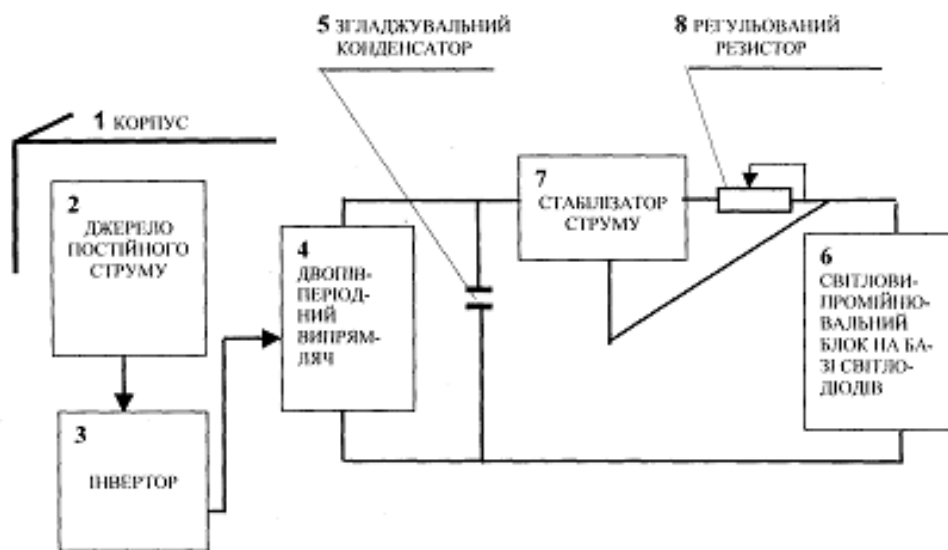 5 ЗГЛАДЖУВАЛЬНИЙ
КОНДЕНСАТОР
8 РЕГУЛЬОВАНИЙ
РЕЗИСТОР
1 КОРПУС
2
ДЖЕРЕЛО
ПОСТІЙНОГО
СТРУМУ
3
ІНВЕРТОР
4
ДВОПІВ-
ПЕРІОД-
НИЙ
ВИПРЯМ-
ЛЯЧ
7
СТАБІЛІЗАТОР
СТРУМУ
6
СВІТЛОВИ-
ПРОМІЙНЮ-
ВАЛЬНИЙ
БЛОК НА БА-
ЗІ СВІТЛО-
ДІОДІВ